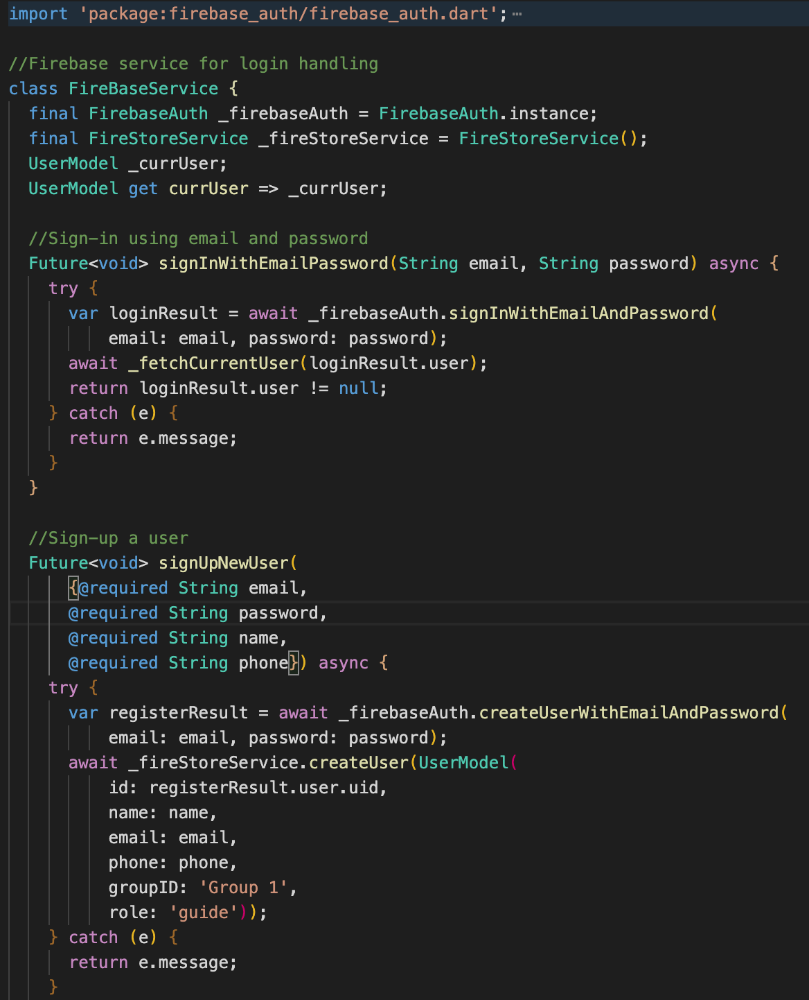 import 'package:firebase_auth/firebase_auth.dart';⋯
//Firebase service for login handling
class FireBaseService {
  final FirebaseAuth _firebaseAuth = FirebaseAuth.instance;
  final FireStoreService _fireStoreService = FireStoreService();
  UserModel _currUser;
  UserModel get currUser => _currUser;
  //Sign-in using email and password
  Future<void> signInWithEmailPassword(String email, String password) async {
    try {
      var loginResult = await _firebaseAuth.signInWithEmailAndPassword(
          email: email, password: password);
      await _fetchCurrentUser(loginResult.user);
      return loginResult.user != null;
    } catch (e) {
      return e.message;
    }
  }
  //Sign-up a user
  Future<void> signUpNewUser(
      {@required String email,
      @required String password,
      @required String name,
      @required String phone}) async {
    try {
      var registerResult = await _firebaseAuth.createUserWithEmailAndPassword(
          email: email, password: password);
      await _fireStoreService.createUser(UserModel(
          id: registerResult.user.uid,
          name: name,
          email: email,
          phone: phone,
          groupID: 'Group 1',
          role: 'guide'));
    } catch (e) {
      return e.message;
    }